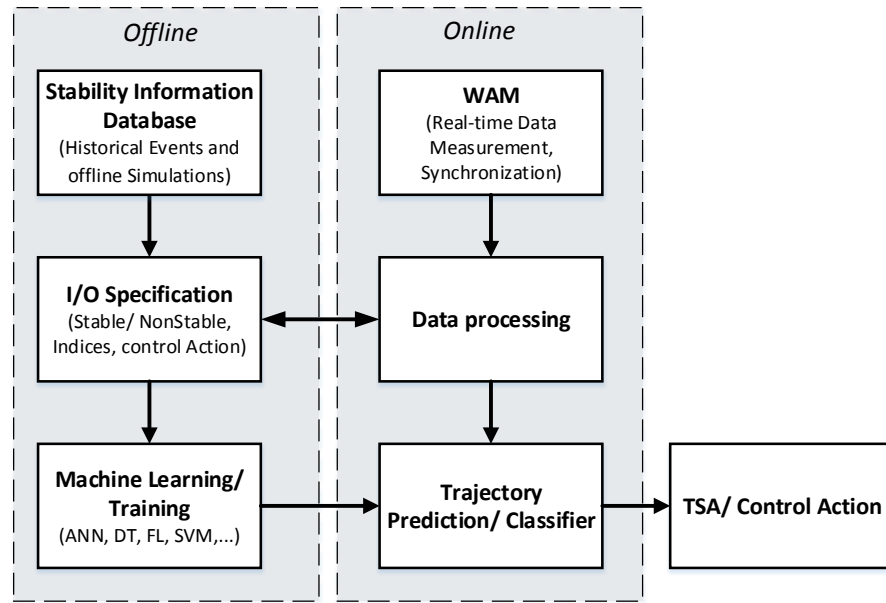 Offline
Stability Information
Database
(Historical Events and
offline Simulations)
I/O Specification
(Stable/ NonStable,
Indices, control Action)
Machine Learning/
Training
(ANN, DT, FL, SVM,...)
Online
WAM
(Real-time Data
Measurement,
Synchronization)
Data processing
Trajectory
Prediction/ Classifier
TSA/ Control Action